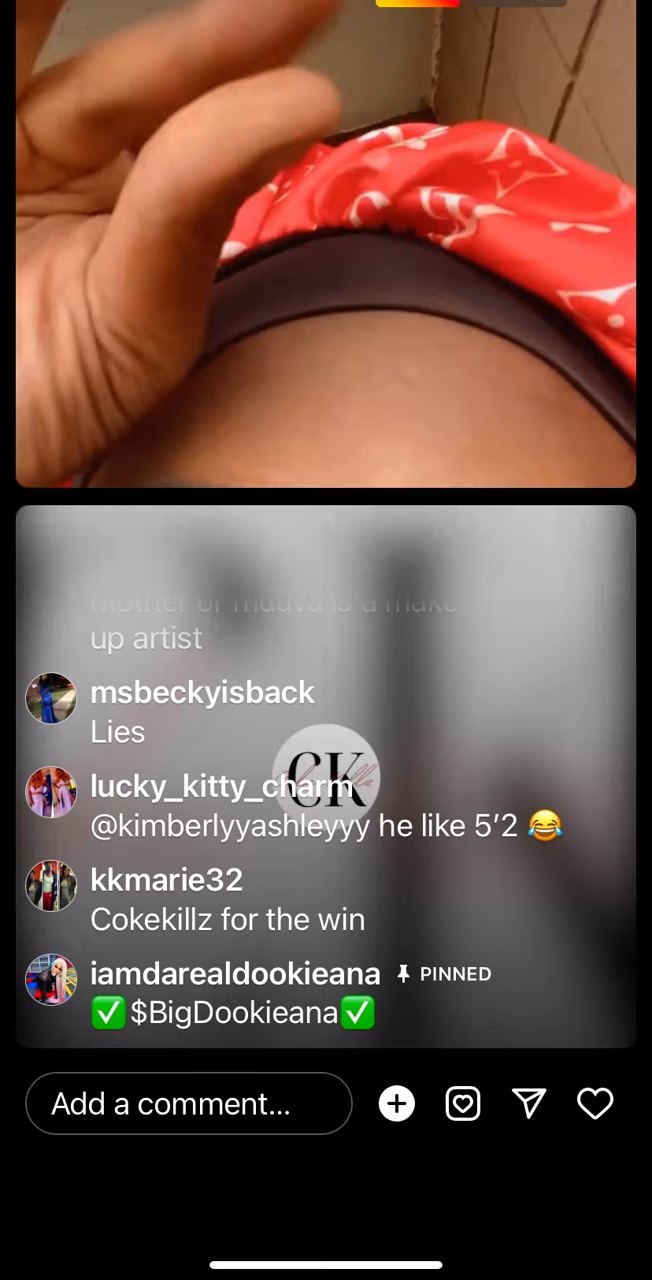 up artist
msbeckyisback
Lies
CK
lucky_kitty_charm
@kimberlyyashleyyy he like 5’2 😂
kkmarie32
Cokekillz for the win
iamdarealdookieana PINNED
✅$BigDookieana✅
Add a comment...